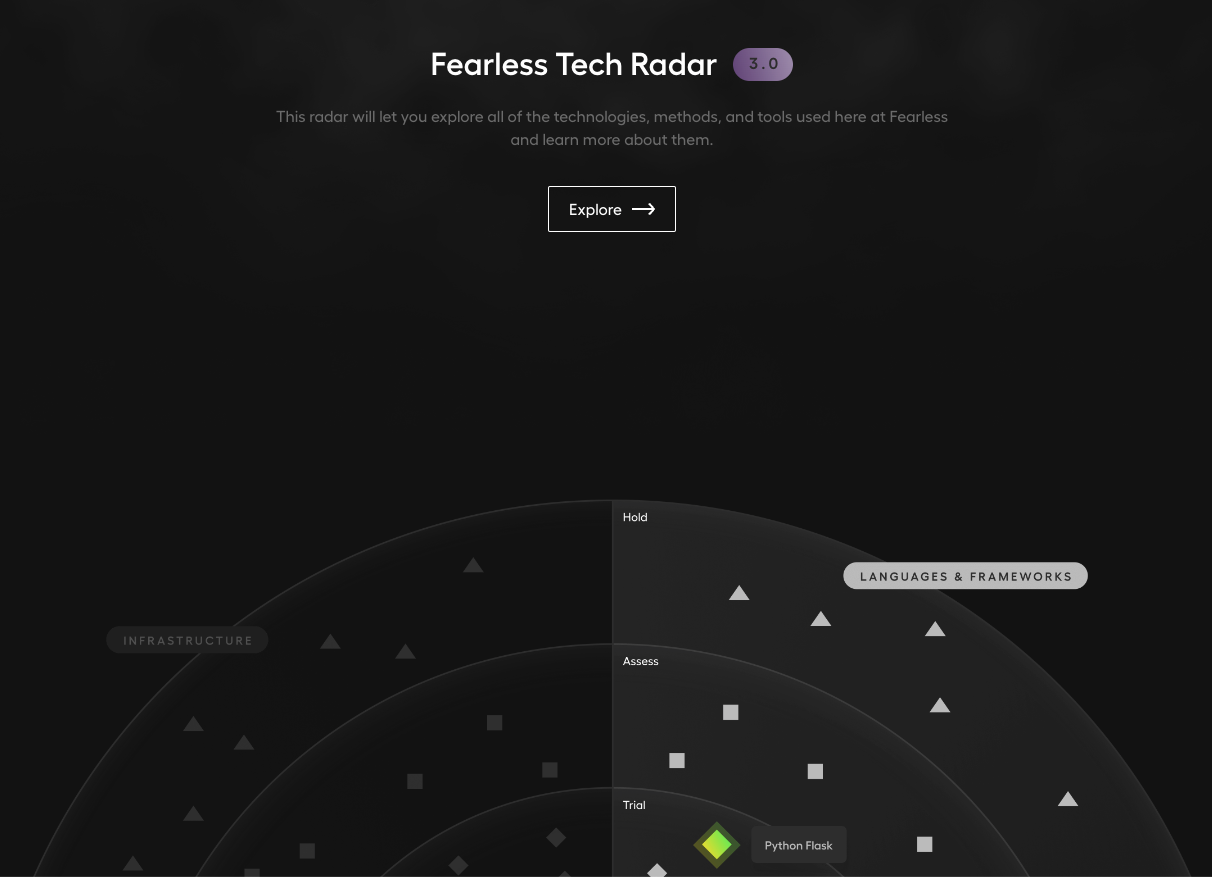 Fearless Tech Radar 3.0
This radar will let you explore all of the technologies, methods, and tools used here at Fearless
and learn more about them.
Explore
Hold
LANGUAGES & FRAMEWORKS
INFRASTRUCTURE
Assess
Trial
Python Flask